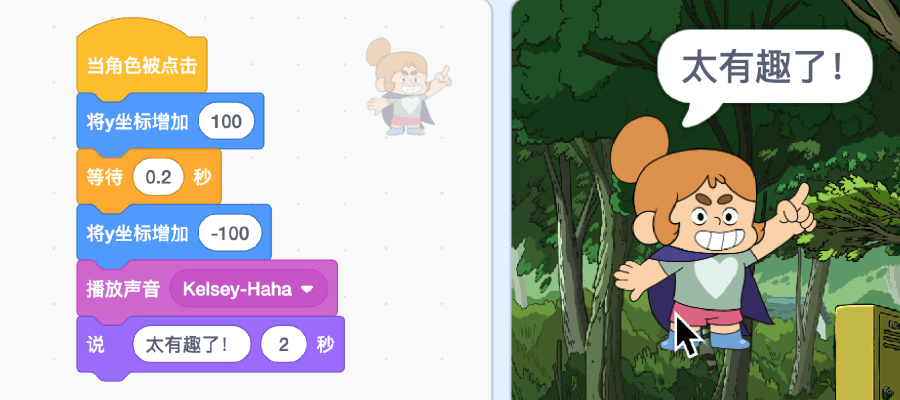 当角色被点击
将y坐标增加 100
等待 0.2 秒
将y坐标增加 -100
播放声音 Kelsey-Haha
说 太有趣了! 2 秒
太有趣了!